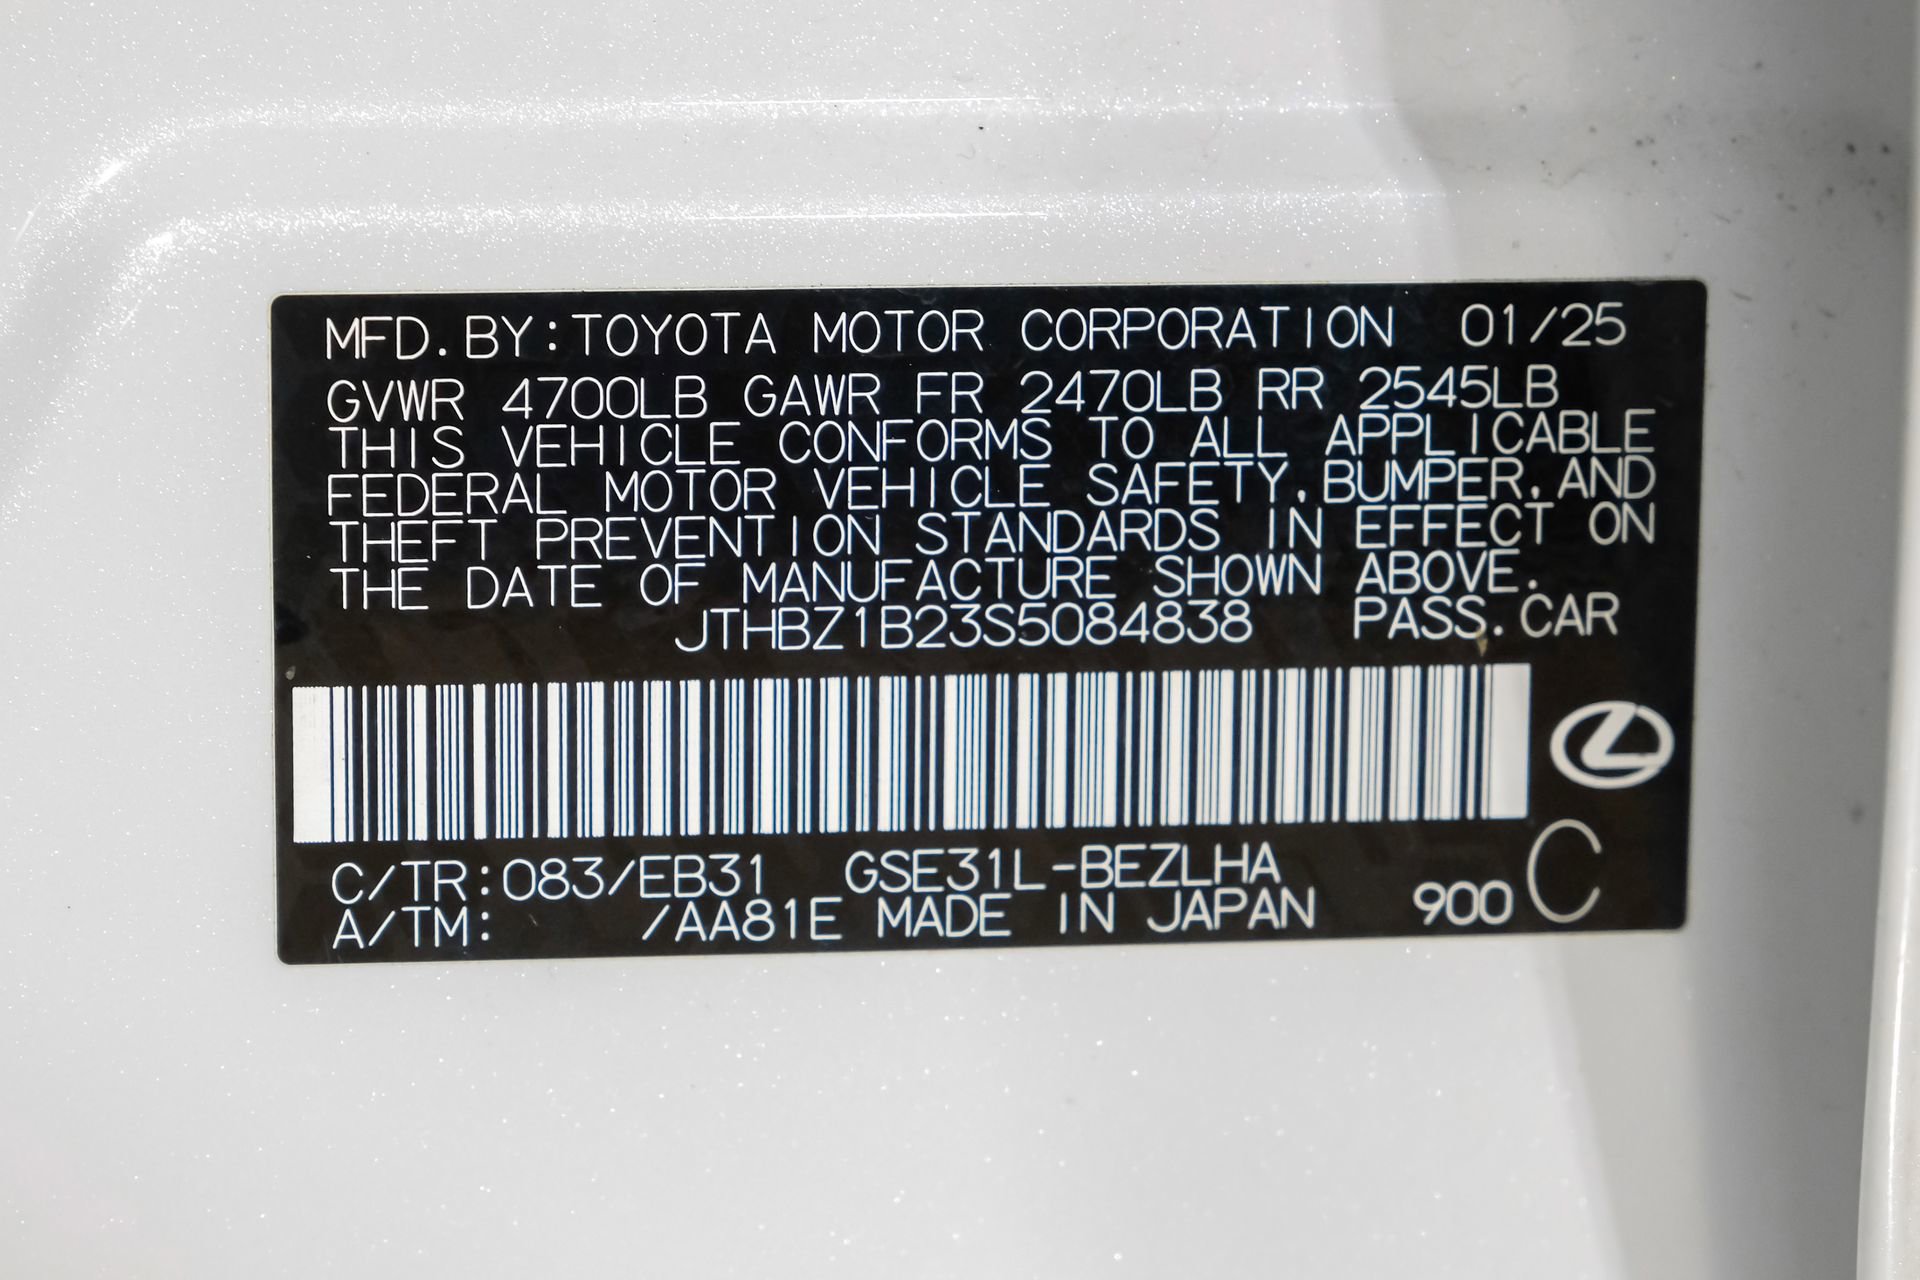 MFD.BY:TOYOTA MOTOR CORPORATION 01/25
GVWR 4700LB GAWR FR 2470LB RR 2545LB
THIS VEHICLE CONFORMS TO ALL APPLICABLE
FEDERAL MOTOR VEHICLE SAFETY,BUMPER,AND
THEFT PREVENTION STANDARDS IN EFFECT ON
THE DATE OF MANUFACTURE SHOWN ABOVE.
JTHBZ1B23S5084838 PASS.CAR
C/TR:083/EB31 GSE31L-BEZLHA
A/TM: /AA81E MADE IN JAPAN 900 C